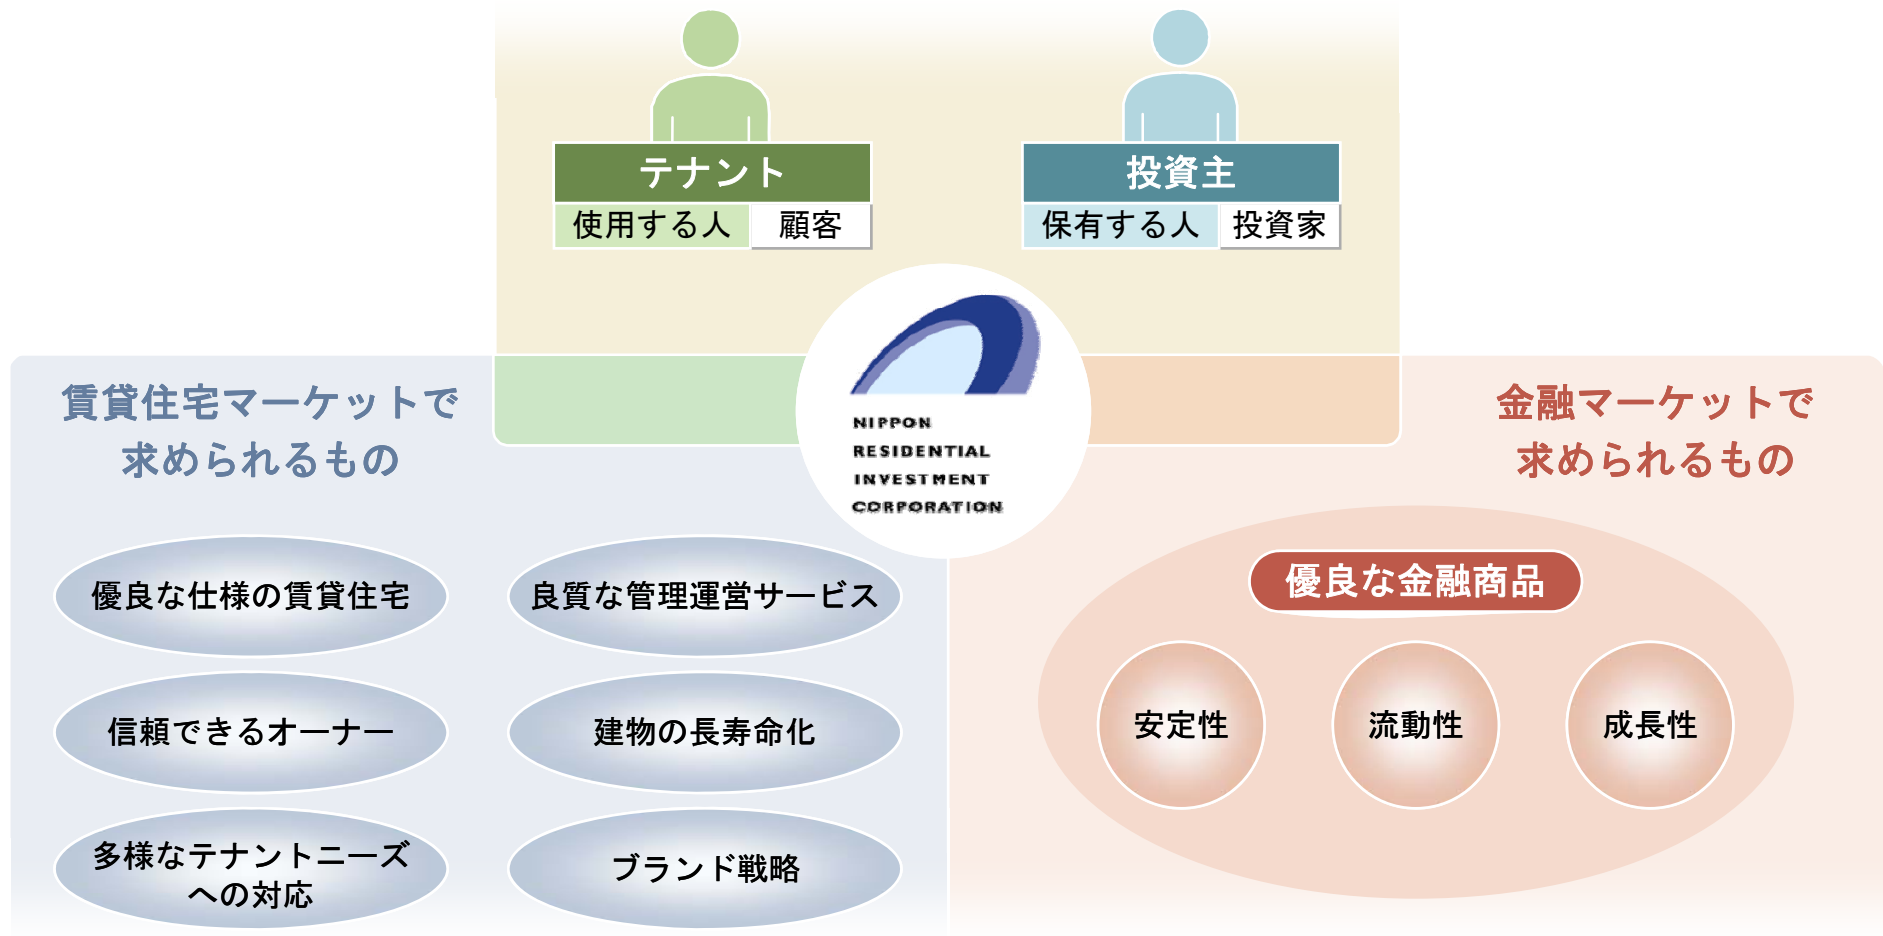 テナント
使用する人
顧客
投資主
保有する人
投資家
NIPPON
RESIDENTIAL
INVESTMENT
CORPORATION
賃貸住宅マーケットで
求められるもの
優良な仕様の賃貸住宅
良質な管理運営サービス
信頼できるオーナー
建物の長寿命化
多様なテナントニーズ
への対応
ブランド戦略
金融マーケットで
求められるもの
優良な金融商品
安定性
流動性
成長性